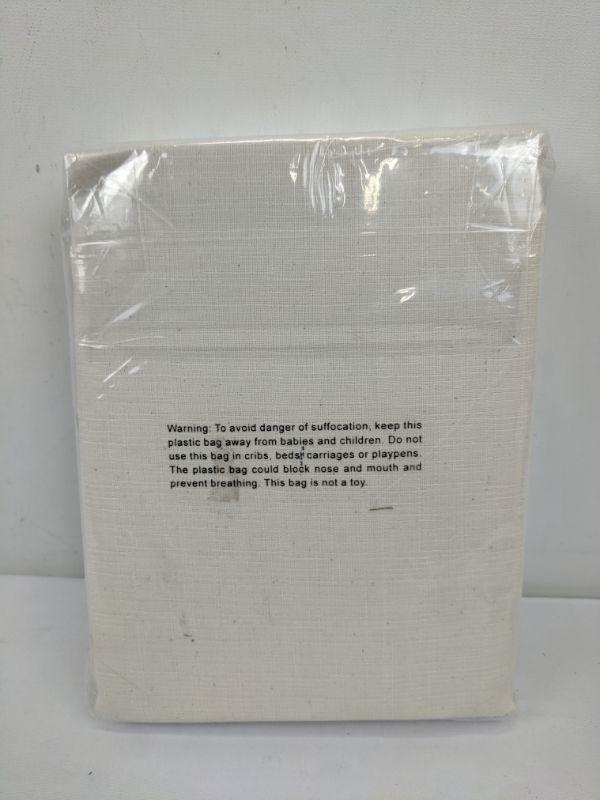 Warning: To avoid danger of suffocation, keep this
plastic bag away from babies and children. Do not
use this bag in cribs, beds, carriages or playpens.
The plastic bag could block nose and mouth and
prevent breathing. This bag is not a toy.